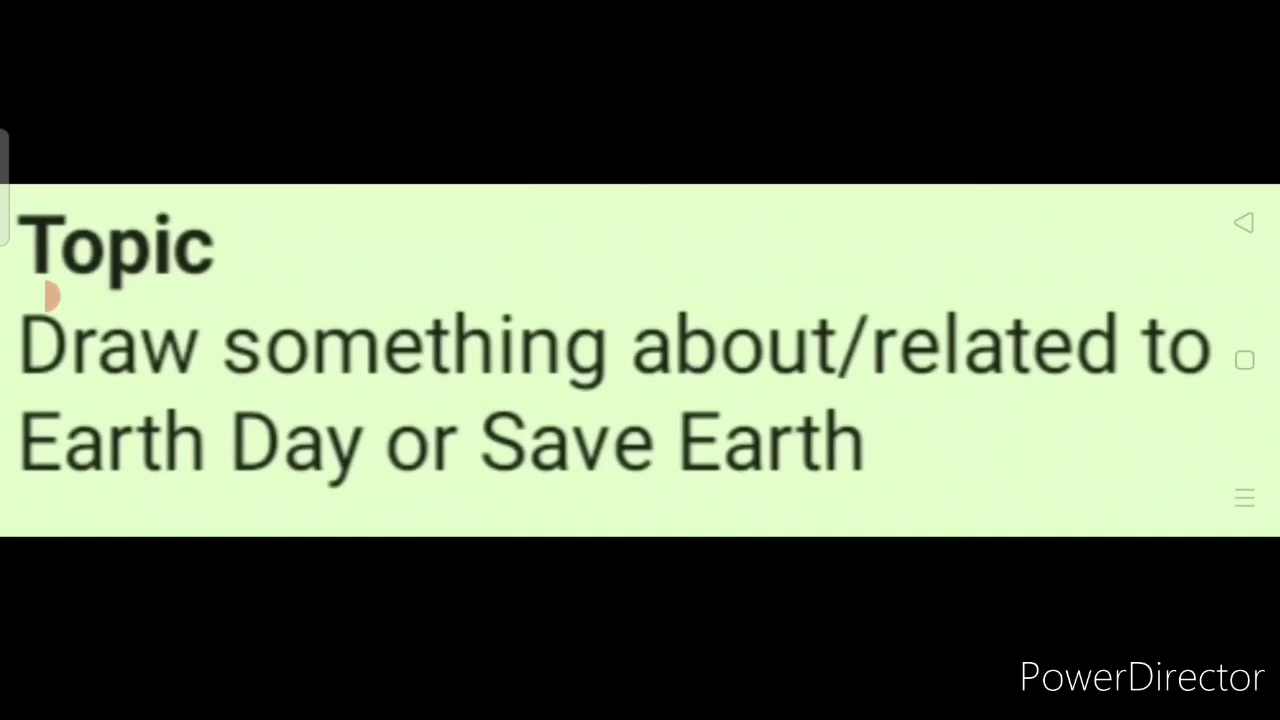 Topic
Draw something about/related to
Earth Day or Save Earth
PowerDirector